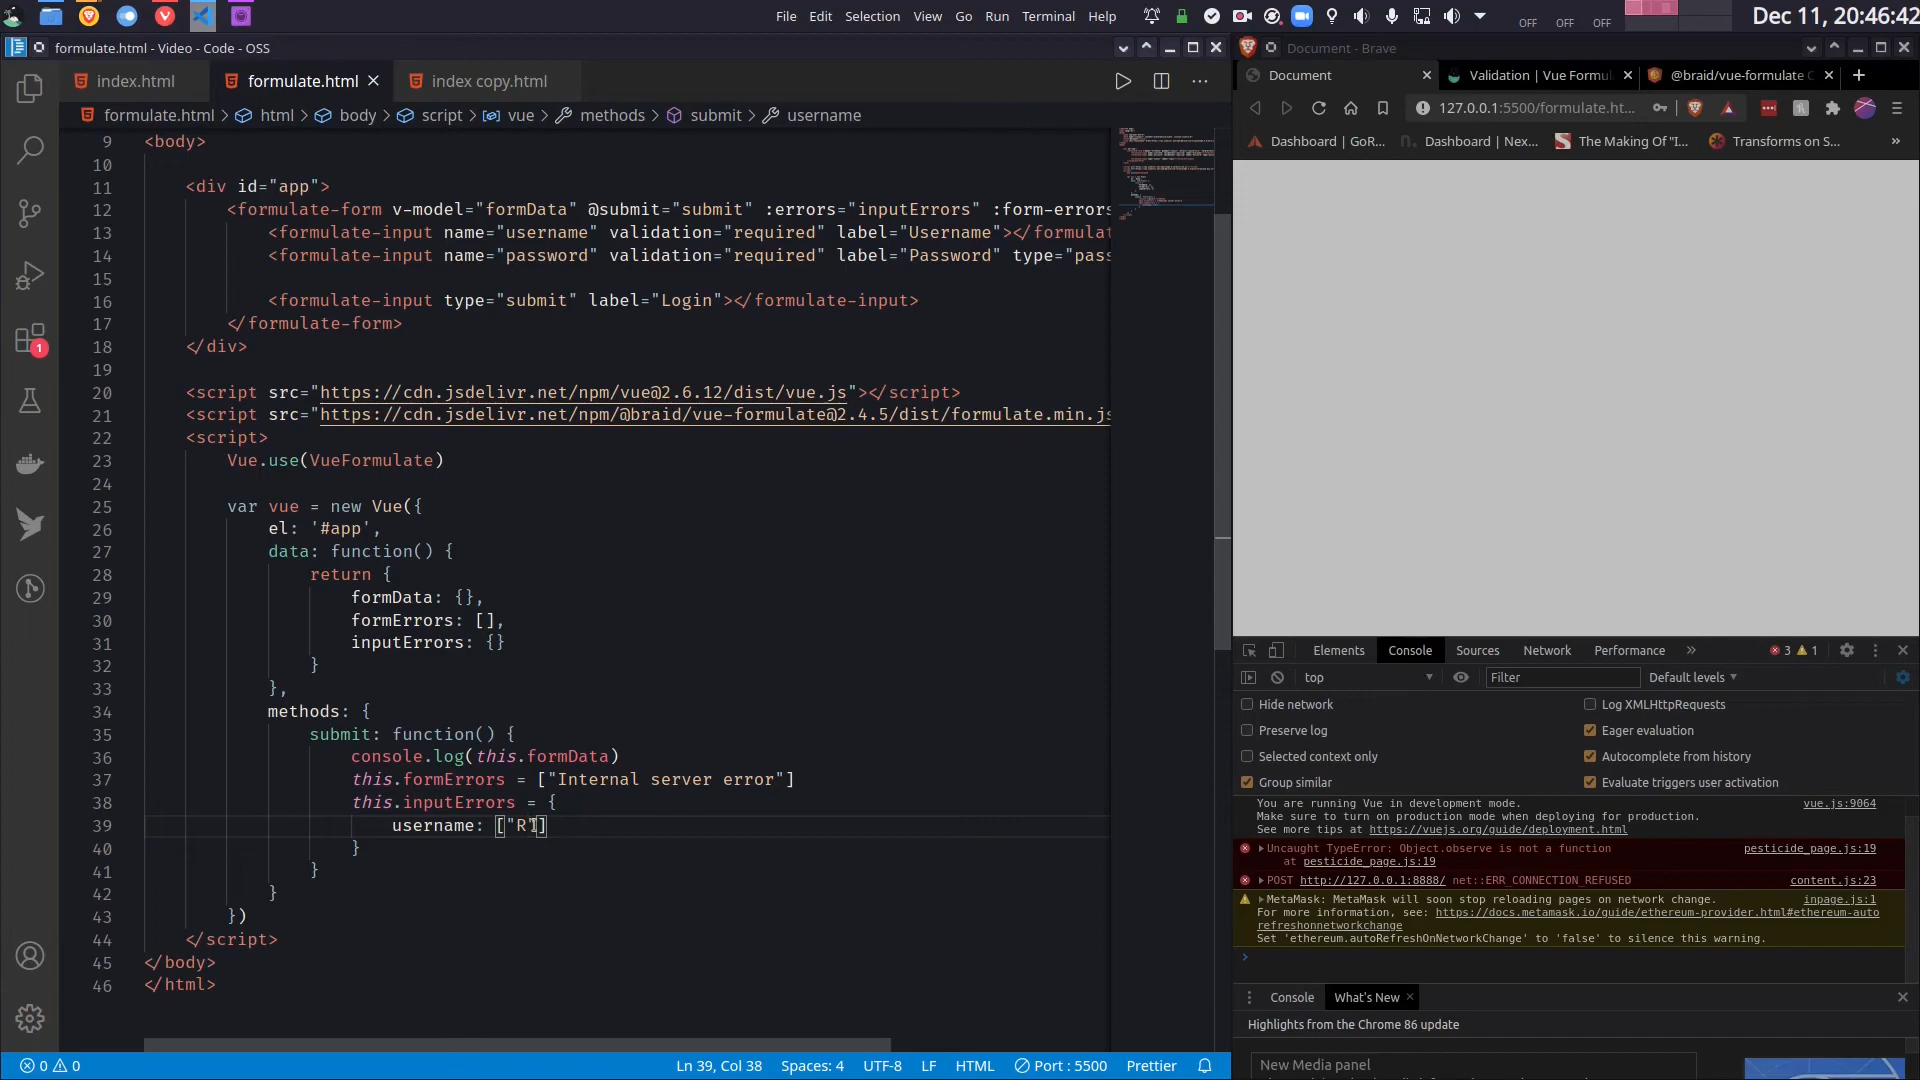 File Edit Selection View Go Run Terminal Help
OFF OFF OFF
Dec 11, 20:46:42
formulate.html - Video - Code - OSS
index.html
formulate.html
index copy.html
formulate.html > html > body > script > vue > methods > submit > username
9 <body>
10
11 <div id="app">
12 <formulate-form v-model="formData" @submit="submit" :errors="inputErrors" :form-errors
13 <formulate-input name="username" validation="required" label="Username"></formulat
14 <formulate-input name="password" validation="required" label="Password" type="pass
15
16 <formulate-input type="submit" label="Login"></formulate-input>
17 </formulate-form>
18 </div>
19
20 <script src="https://cdn.jsdelivr.net/npm/vue@2.6.12/dist/vue.js"></script>
21 <script src="https://cdn.jsdelivr.net/npm/@braid/vue-formulate@2.4.5/dist/formulate.min.js
22 <script>
23 Vue.use(VueFormulate)
24
25 var vue = new Vue({
26 el: '#app',
27 data: function() {
28 return {
29 formData: {},
30 formErrors: [],
31 inputErrors: {}
32 }
33 },
34 methods: {
35 submit: function() {
36 console.log(this.formData)
37 this.formErrors = ["Internal server error"]
38 this.inputErrors = {
39 username: ["R"]
40 }
41 }
42 }
43 })
44 </script>
45 </body>
46 </html>
1
0 0
Ln 39, Col 38
Spaces: 4
UTF-8
LF
HTML
Port : 5500
Prettier
Document - Brave
Document
Validation | Vue Formul
@braid/vue-formulate C
127.0.0.1:5500/formulate.ht...
Dashboard | GoR...
Dashboard | Nex...
The Making Of "I...
Transforms on S...
»
Elements Console Sources Network Performance » 3 1
top
Filter
Default levels
Hide network
Log XMLHttpRequests
Preserve log
Eager evaluation
Selected context only
Autocomplete from history
Group similar
Evaluate triggers user activation
You are running Vue in development mode. vue.js:9064
Make sure to turn on production mode when deploying for production.
See more tips at https://vuejs.org/guide/deployment.html
Uncaught TypeError: Object.observe is not a function pesticide_page.js:19
at pesticide_page.js:19
POST http://127.0.0.1:8888/ net::ERR_CONNECTION_REFUSED content.js:23
MetaMask: MetaMask will soon stop reloading pages on network change. inpage.js:1
For more information, see: https://docs.metamask.io/guide/ethereum-provider.html#ethereum-auto
refreshonnetworkchange
Set 'ethereum.autoRefreshOnNetworkChange' to 'false' to silence this warning.
Console
What's New
Highlights from the Chrome 86 update
New Media panel